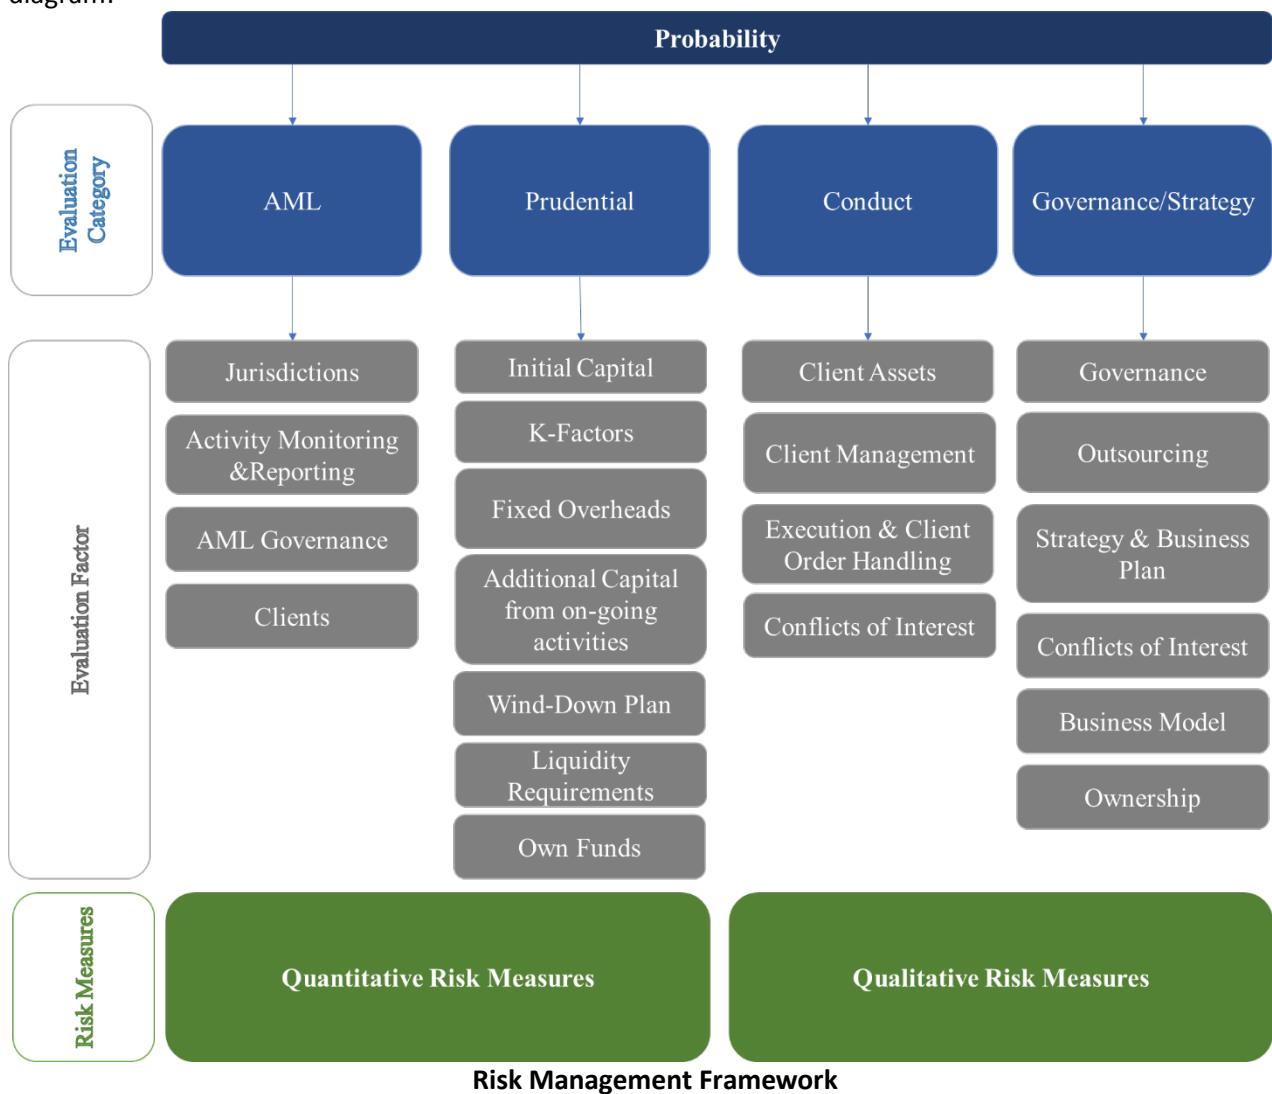 diagram.
Probability
Evaluation
Category
AML
Prudential
Conduct
Governance/Strategy
Evaluation Factor
Jurisdictions
Activity Monitoring
&Reporting
AML Governance
Clients
Initial Capital
K-Factors
Fixed Overheads
Additional Capital
from on-going
activities
Wind-Down Plan
Liquidity
Requirements
Own Funds
Client Assets
Client Management
Execution & Client
Order Handling
Conflicts of Interest
Governance
Outsourcing
Strategy & Business
Plan
Conflicts of Interest
Business Model
Ownership
Risk Measures
Quantitative Risk Measures
Qualitative Risk Measures
Risk Management Framework